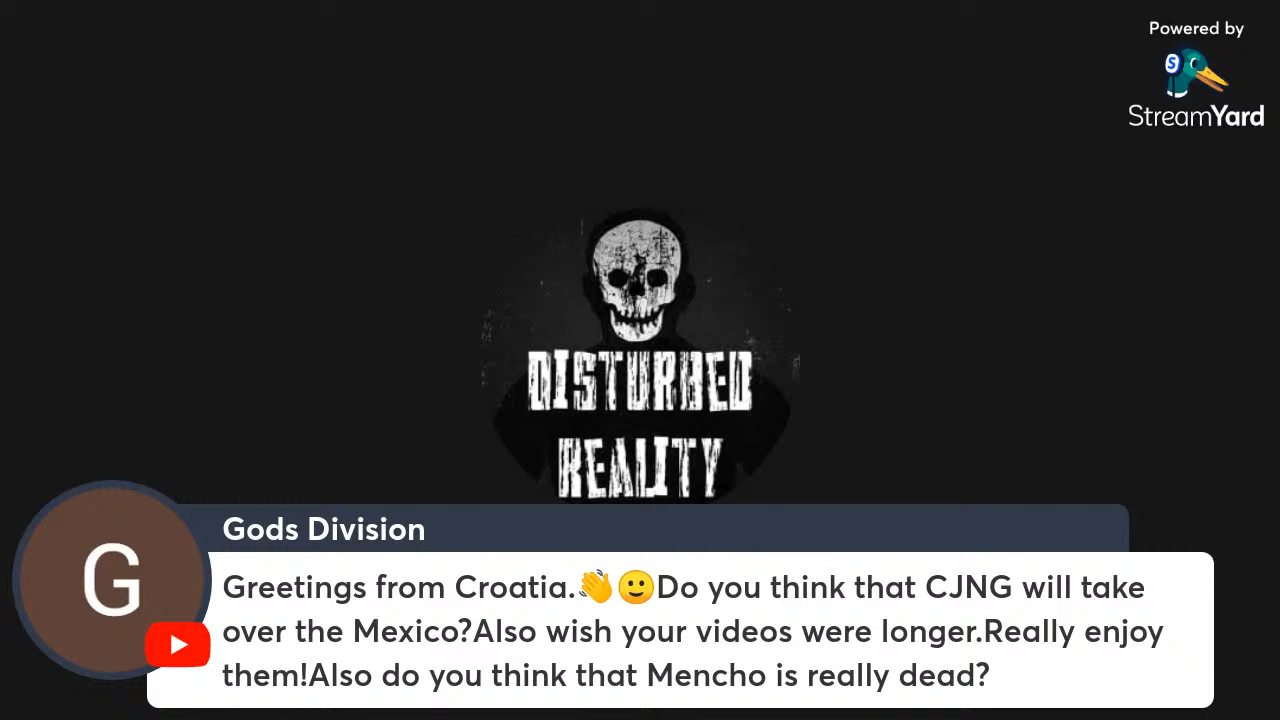 Powered by
S
StreamYard
DISTURBED
REALITY
G
Gods Division
Greetings from Croatia.👋🙂Do you think that CJNG will take
over the Mexico?Also wish your videos were longer.Really enjoy
them!Also do you think that Mencho is really dead?